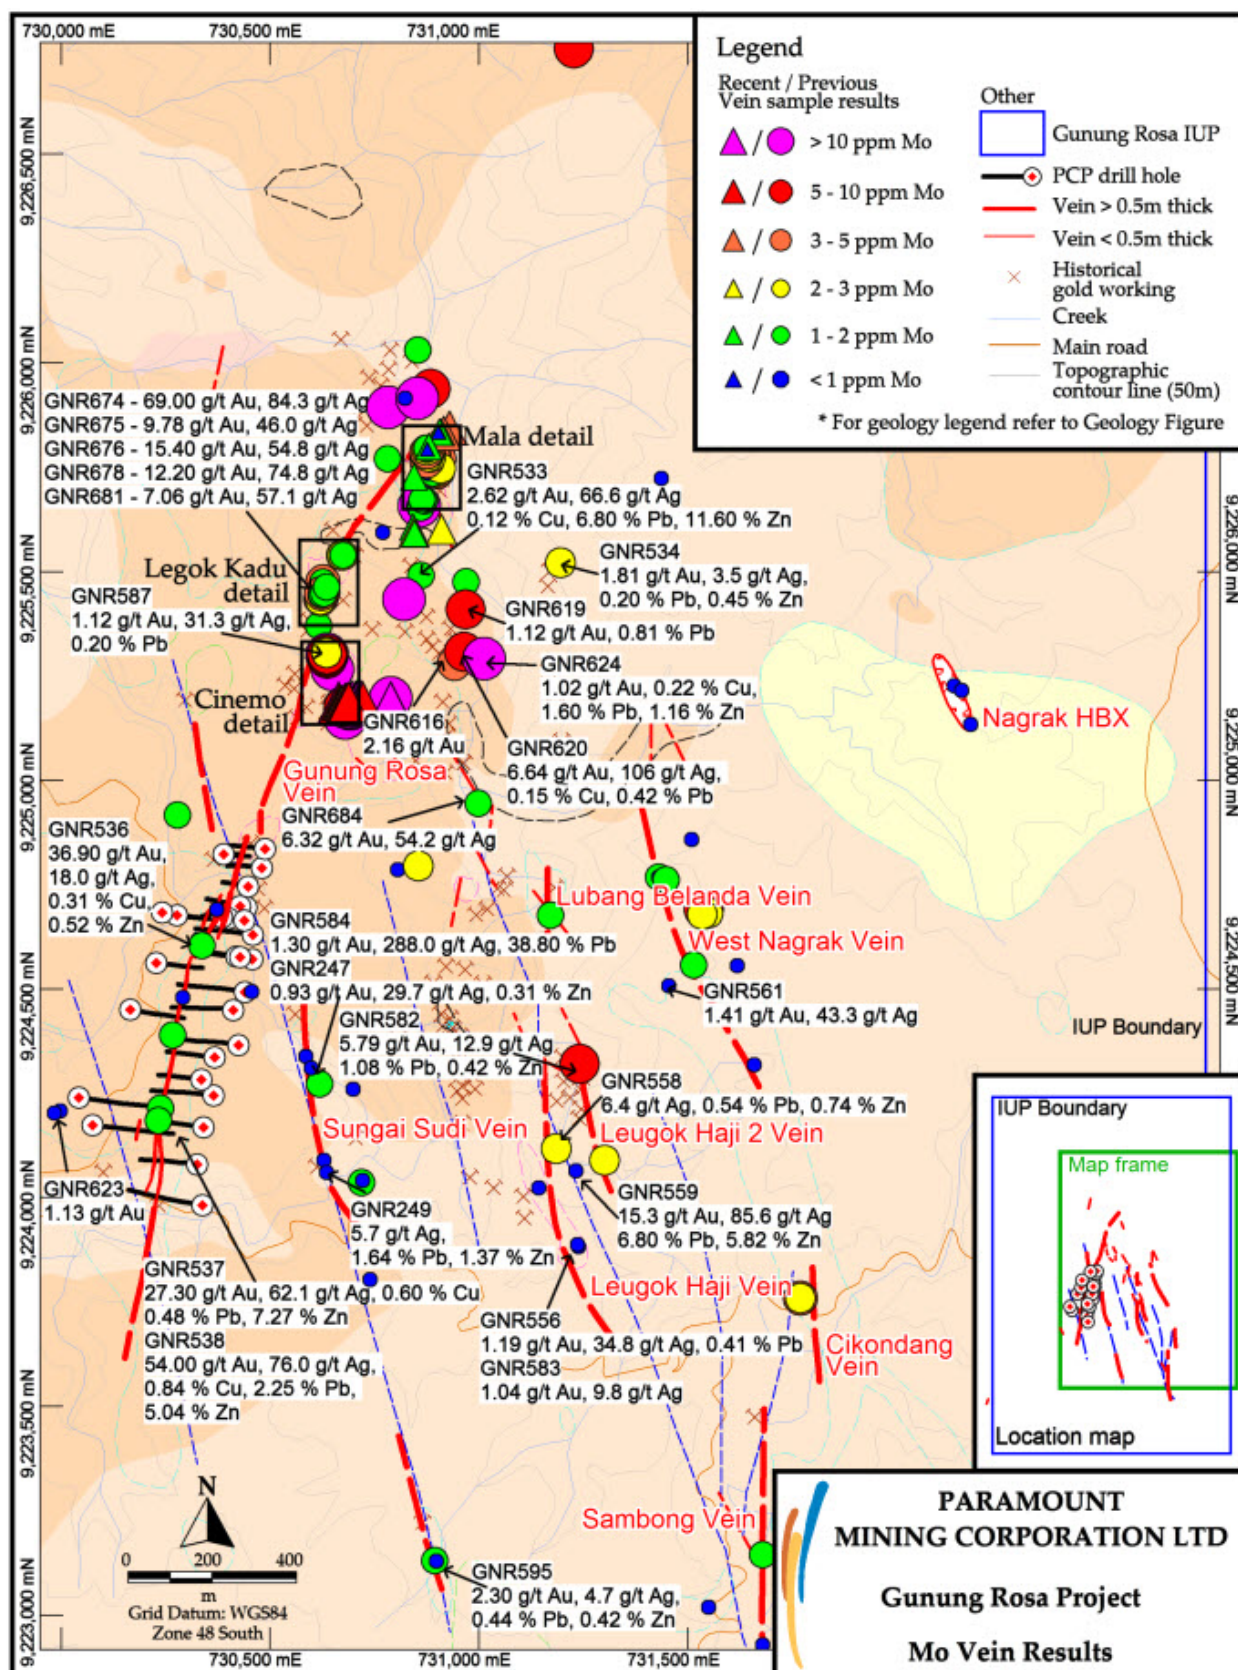 730,000 mE
730,500 mE
731,000 mE
Legend
Recent / Previous
Vein sample results
/
> 10 ppm Mo
/
5 - 10 ppm Mo
/
3 - 5 ppm Mo
/
2 - 3 ppm Mo
/
1 - 2 ppm Mo
/
< 1 ppm Mo
Other
Gunung Rosa IUP
PCP drill hole
Vein > 0.5m thick
Vein < 0.5m thick
Historical
gold working
Creek
Main road
Topographic
contour line (50m)
* For geology legend refer to Geology Figure
9,226,500 mN
9,226,000 mN
9,225,500 mN
9,225,000 mN
9,224,500 mN
9,224,000 mN
9,223,500 mN
9,223,000 mN
9,226,000 mN
9,225,000 mN
9,224,500 mN
GNR674 - 69.00 g/t Au, 84.3 g/t Ag
GNR675 - 9.78 g/t Au, 46.0 g/t Ag
GNR676 - 15.40 g/t Au, 54.8 g/t Ag
GNR678 - 12.20 g/t Au, 74.8 g/t Ag
GNR681 - 7.06 g/t Au, 57.1 g/t Ag
Mala detail
GNR533
2.62 g/t Au, 66.6 g/t Ag
0.12 % Cu, 6.80 % Pb, 11.60 % Zn
GNR534
1.81 g/t Au, 3.5 g/t Ag,
0.20 % Pb, 0.45 % Zn
Legok Kadu
detail
GNR587
1.12 g/t Au, 31.3 g/t Ag,
0.20 % Pb
GNR619
1.12 g/t Au, 0.81 % Pb
GNR624
1.02 g/t Au, 0.22 % Cu,
1.60 % Pb, 1.16 % Zn
Cinemo
detail
GNR616
2.16 g/t Au
GNR620
6.64 g/t Au, 106 g/t Ag,
0.15 % Cu, 0.42 % Pb
Nagrak HBX
Gunung Rosa
Vein
GNR684
6.32 g/t Au, 54.2 g/t Ag
GNR536
36.90 g/t Au,
18.0 g/t Ag,
0.31 % Cu,
0.52 % Zn
Lubang Belanda Vein
West Nagrak Vein
GNR584
1.30 g/t Au, 288.0 g/t Ag, 38.80 % Pb
GNR247
0.93 g/t Au, 29.7 g/t Ag, 0.31 % Zn
GNR561
1.41 g/t Au, 43.3 g/t Ag
IUP Boundary
GNR582
5.79 g/t Au, 12.9 g/t Ag
1.08 % Pb, 0.42 % Zn
GNR558
6.4 g/t Ag, 0.54 % Pb, 0.74 % Zn
Sungai Sudi Vein
Leugok Haji 2 Vein
GNR623
1.13 g/t Au
GNR249
5.7 g/t Ag,
1.64 % Pb, 1.37 % Zn
GNR559
15.3 g/t Au, 85.6 g/t Ag
6.80 % Pb, 5.82 % Zn
GNR537
27.30 g/t Au, 62.1 g/t Ag, 0.60 % Cu
0.48 % Pb, 7.27 % Zn
GNR538
54.00 g/t Au, 76.0 g/t Ag,
0.84 % Cu, 2.25 % Pb,
5.04 % Zn
Leugok Haji Vein
GNR556
1.19 g/t Au, 34.8 g/t Ag, 0.41 % Pb
GNR583
1.04 g/t Au, 9.8 g/t Ag
Cikondang
Vein
IUP Boundary
Map frame
Location map
Sambong Vein
GNR595
2.30 g/t Au, 4.7 g/t Ag,
0.44 % Pb, 0.42 % Zn
N
0 200 400
m
Grid Datum: WGS84
Zone 48 South
730,500 mE
731,000 mE
731,500 mE
PARAMOUNT
MINING CORPORATION LTD
Gunung Rosa Project
Mo Vein Results